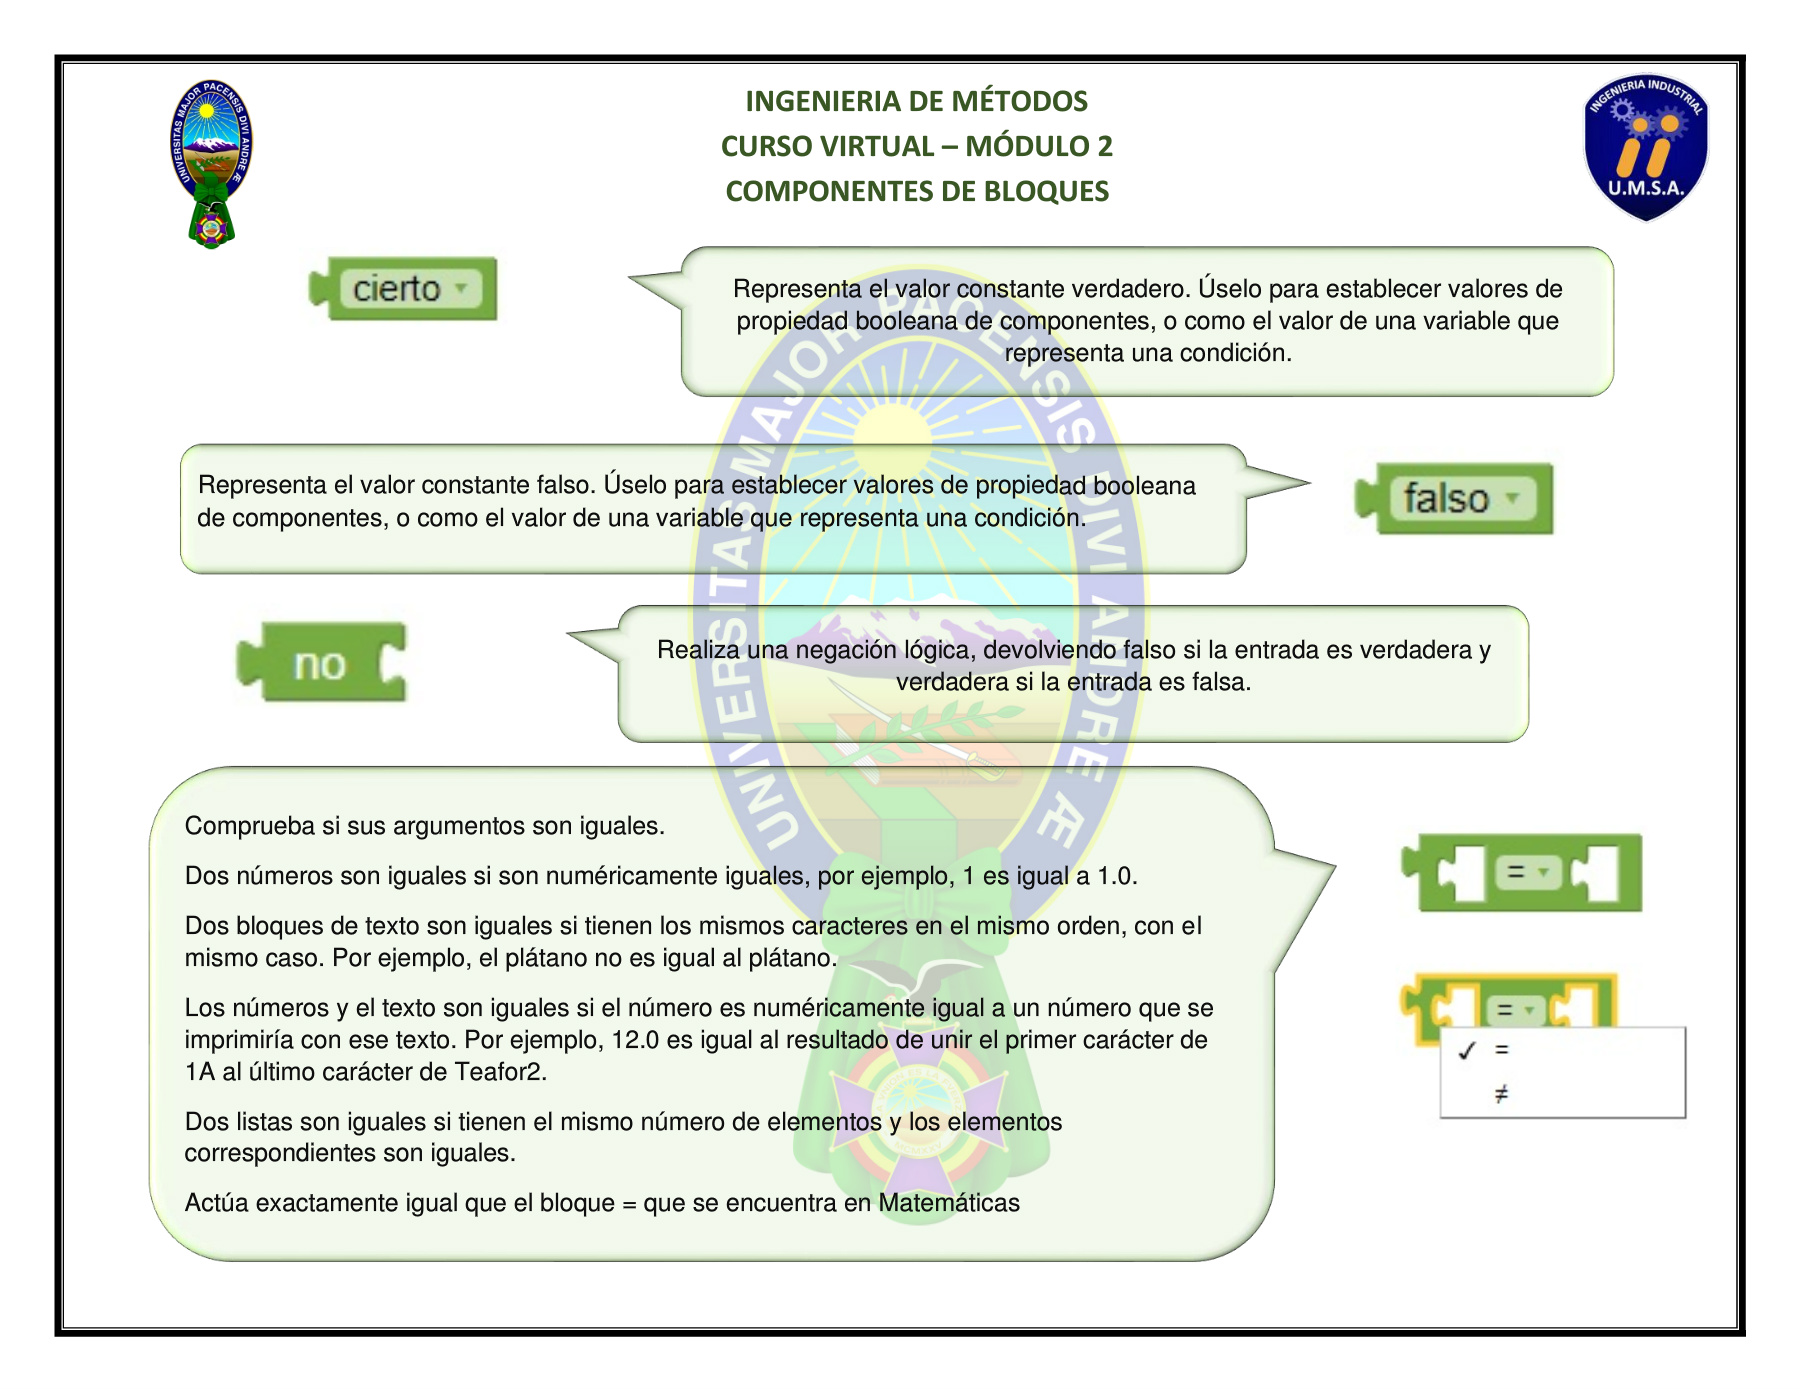 INGENIERIA DE MÉTODOS
CURSO VIRTUAL – MÓDULO 2
COMPONENTES DE BLOQUES
UNIVERSITAS MAJOR PACENSIS DIVI ANDRE Æ
INGENIERIA INDUSTRIAL
U.M.S.A.
cierto
Representa el valor constante verdadero. Úselo para establecer valores de
propiedad booleana de componentes, o como el valor de una variable que
representa una condición.
Representa el valor constante falso. Úselo para establecer valores de propiedad booleana
de componentes, o como el valor de una variable que representa una condición.
falso
no
Realiza una negación lógica, devolviendo falso si la entrada es verdadera y
verdadera si la entrada es falsa.
UNIVERSITAS MAJOR PACENSIS DIVI ANDRE Æ
Comprueba si sus argumentos son iguales.
Dos números son iguales si son numéricamente iguales, por ejemplo, 1 es igual a 1.0.
Dos bloques de texto son iguales si tienen los mismos caracteres en el mismo orden, con el
mismo caso. Por ejemplo, el plátano no es igual al plátano.
Los números y el texto son iguales si el número es numéricamente igual a un número que se
imprimiría con ese texto. Por ejemplo, 12.0 es igual al resultado de unir el primer carácter de
1A al último carácter de Teafor2.
Dos listas son iguales si tienen el mismo número de elementos y los elementos
correspondientes son iguales.
Actúa exactamente igual que el bloque = que se encuentra en Matemáticas
=
=
✓ =
≠